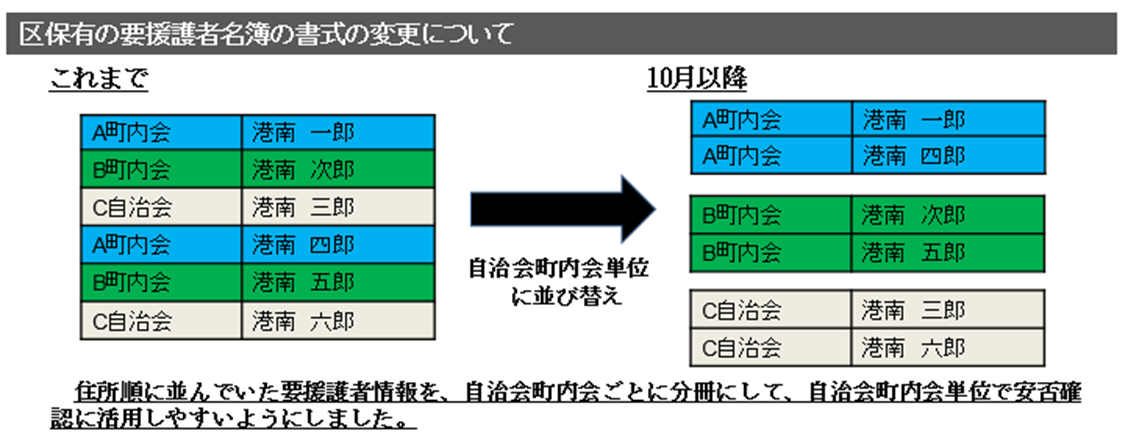 区保有の要援護者名簿の書式の変更について
これまで
A町内会 港南 一郎
B町内会 港南 次郎
C自治会 港南 三郎
A町内会 港南 四郎
B町内会 港南 五郎
C自治会 港南 六郎
自治会町内会単位
に並び替え
10月以降
A町内会 港南 一郎
A町内会 港南 四郎
B町内会 港南 次郎
B町内会 港南 五郎
C自治会 港南 三郎
C自治会 港南 六郎
住所順に並んでいた要援護者情報を、自治会町内会ごとに分冊にして、自治会町内会単位で安否確
認に活用しやすいようにしました。